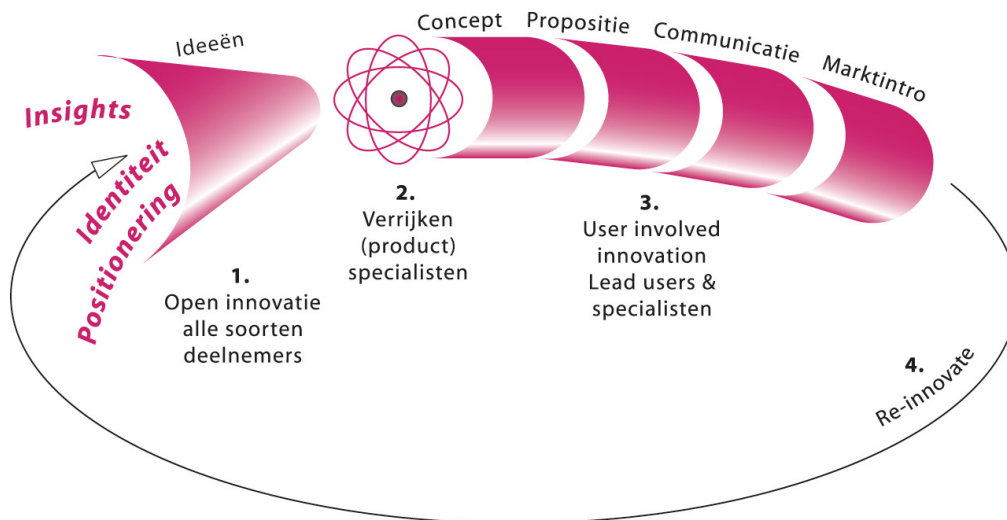 Ideeën
Insights
Identiteit
Positionering
1.
Open innovatie
alle soorten
deelnemers
2.
Verrijken
(product)
specialisten
Concept
Propositie
Communicatie
Marktintro
3.
User involved
innovation
Lead users &
specialisten
4.
Re-innovate